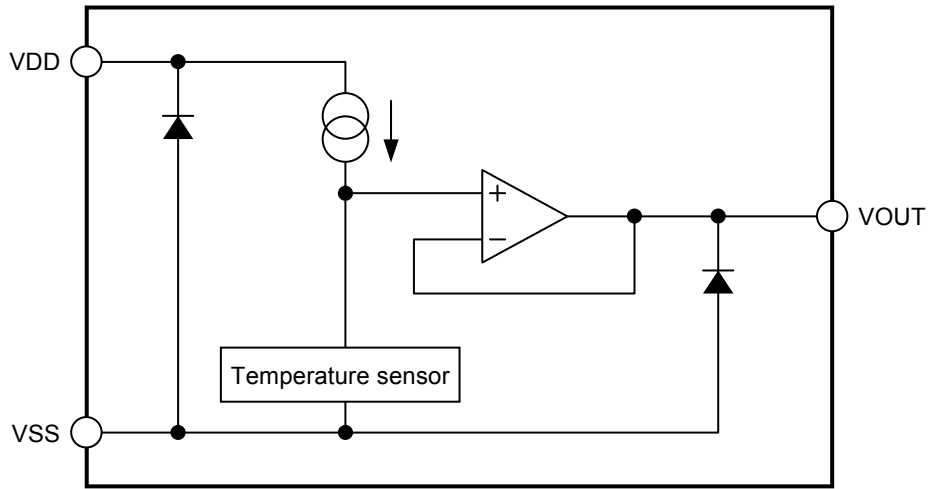 VDD
+
−
VOUT
Temperature sensor
VSS